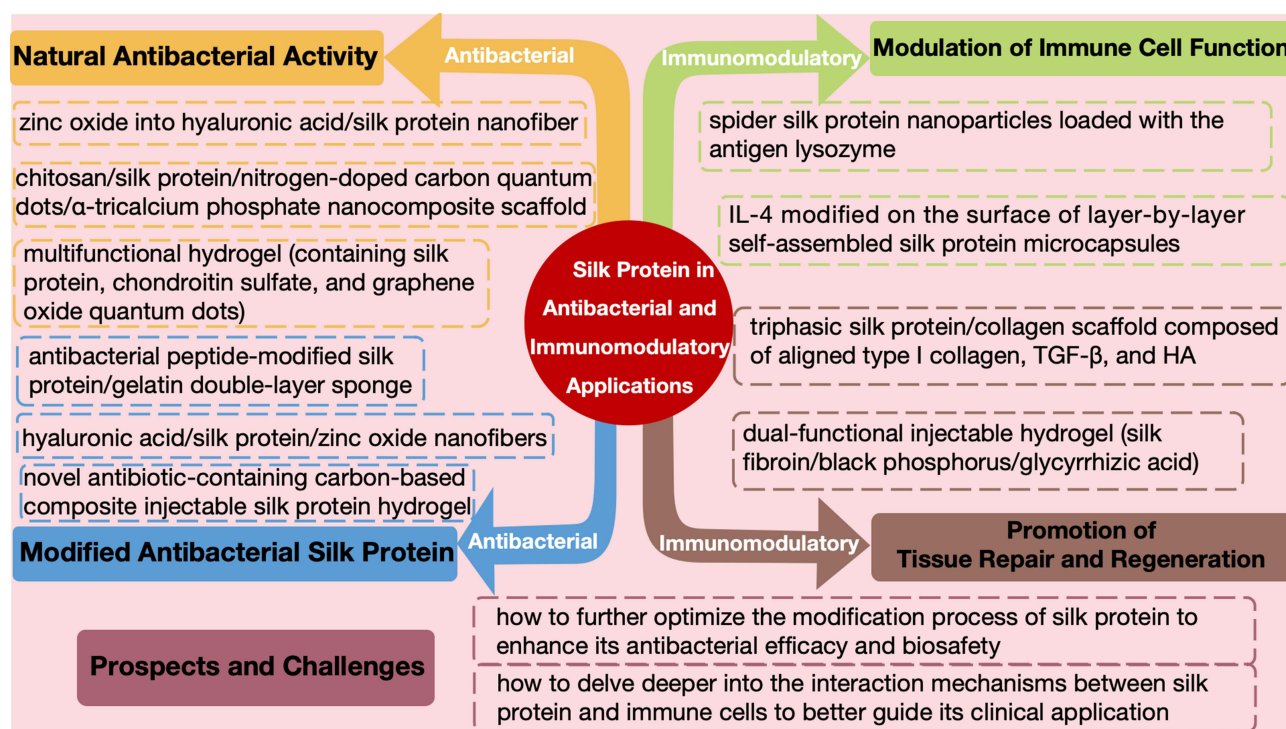 Natural Antibacterial Activity
Antibacterial
zinc oxide into hyaluronic acid/silk protein nanofiber
chitosan/silk protein/nitrogen-doped carbon quantum
dots/α-tricalcium phosphate nanocomposite scaffold
multifunctional hydrogel (containing silk
protein, chondroitin sulfate, and graphene
oxide quantum dots)
antibacterial peptide-modified silk
protein/gelatin double-layer sponge
hyaluronic acid/silk protein/zinc oxide nanofibers
novel antibiotic-containing carbon-based
composite injectable silk protein hydrogel
Modified Antibacterial Silk Protein
Antibacterial
Silk Protein in
Antibacterial and
Immunomodulatory
Applications
Immunomodulatory
Modulation of Immune Cell Function
spider silk protein nanoparticles loaded with the
antigen lysozyme
IL-4 modified on the surface of layer-by-layer
self-assembled silk protein microcapsules
triphasic silk protein/collagen scaffold composed
of aligned type I collagen, TGF-β, and HA
dual-functional injectable hydrogel (silk
fibroin/black phosphorus/glycyrrhizic acid)
Immunomodulatory
Promotion of
Tissue Repair and Regeneration
Prospects and Challenges
how to further optimize the modification process of silk protein to
enhance its antibacterial efficacy and biosafety
how to delve deeper into the interaction mechanisms between silk
protein and immune cells to better guide its clinical application